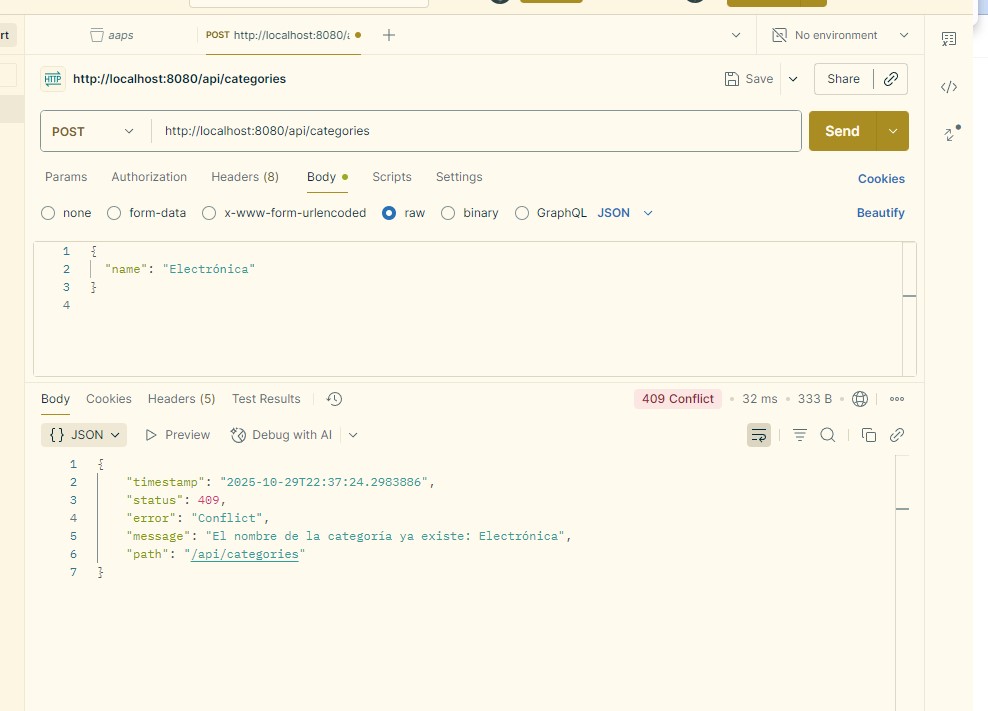 rt
aaps
POST http://localhost:8080/a
No environment
HTTP http://localhost:8080/api/categories
Save
Share
POST
http://localhost:8080/api/categories
Send
Params Authorization Headers (8) Body Scripts Settings
Cookies
none form-data x-www-form-urlencoded raw binary GraphQL JSON
Beautify
1 {
2 "name": "Electrónica"
3 }
4
Body Cookies Headers (5) Test Results
409 Conflict • 32 ms • 333 B •
{} JSON Preview Debug with AI
1 {
2 "timestamp": "2025-10-29T22:37:24.2983886",
3 "status": 409,
4 "error": "Conflict",
5 "message": "El nombre de la categoría ya existe: Electrónica",
6 "path": "/api/categories"
7 }